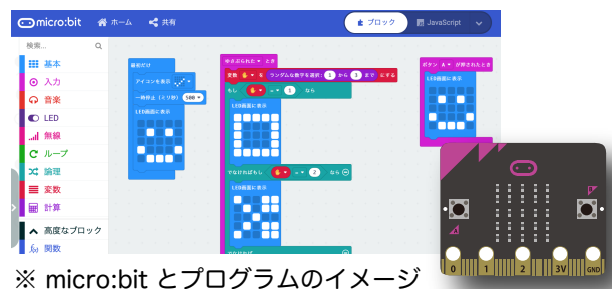 micro:bit ホーム 共有 ブロック JavaScript
検索...
基本
入力
音楽
LED
無線
ループ
論理
変数
計算
高度なブロック
関数
最初だけ
アイコンを表示
一時停止(ミリ秒) 500
LED画面に表示
ゆさぶられた とき
変数 を ランダムな数字を選択: 1 から 3 まで にする
もし = 1 なら
LED画面に表示
でなければもし = 2 なら
LED画面に表示
でなければ
ボタン A が押されたとき
LED画面に表示
0 1 2 3V GND
※ micro:bit とプログラムのイメージ